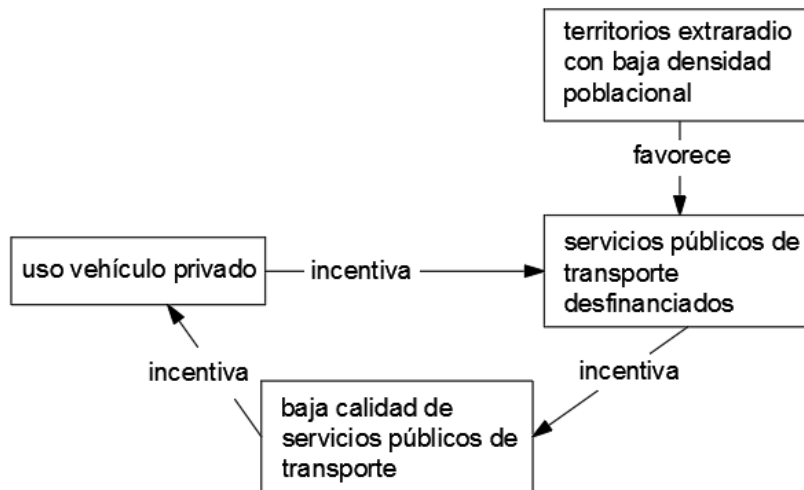 territorios extraradio
con baja densidad
poblacional
favorece
servicios públicos de
transporte
desfinanciados
uso vehículo privado
incentiva
incentiva
incentiva
baja calidad de
servicios públicos de
transporte